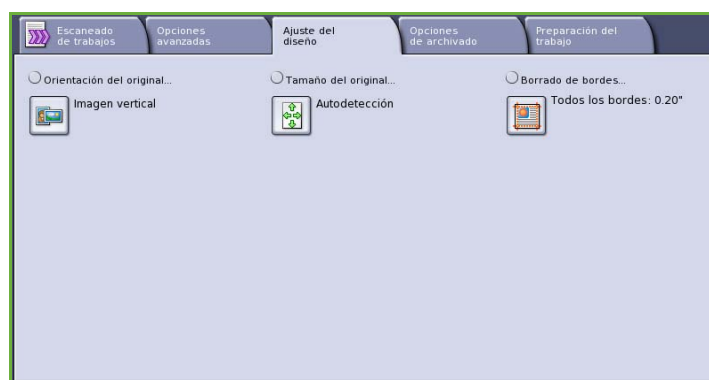 Escaneado
de trabajos
Opciones
avanzadas
Ajuste del
diseño
Opciones
de archivado
Preparación del
trabajo
Orientación del original...
Imagen vertical
Tamaño del original...
Autodetección
Borrado de bordes...
Todos los bordes: 0.20"